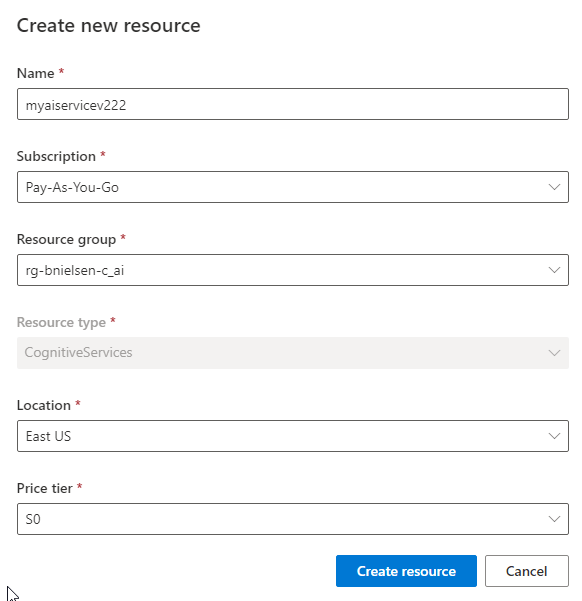 Create new resource
Name *
myaiservicev222
Subscription *
Pay-As-You-Go
Resource group *
rg-bnielsen-c_ai
Resource type *
CognitiveServices
Location *
East US
Price tier *
S0
Create resource Cancel